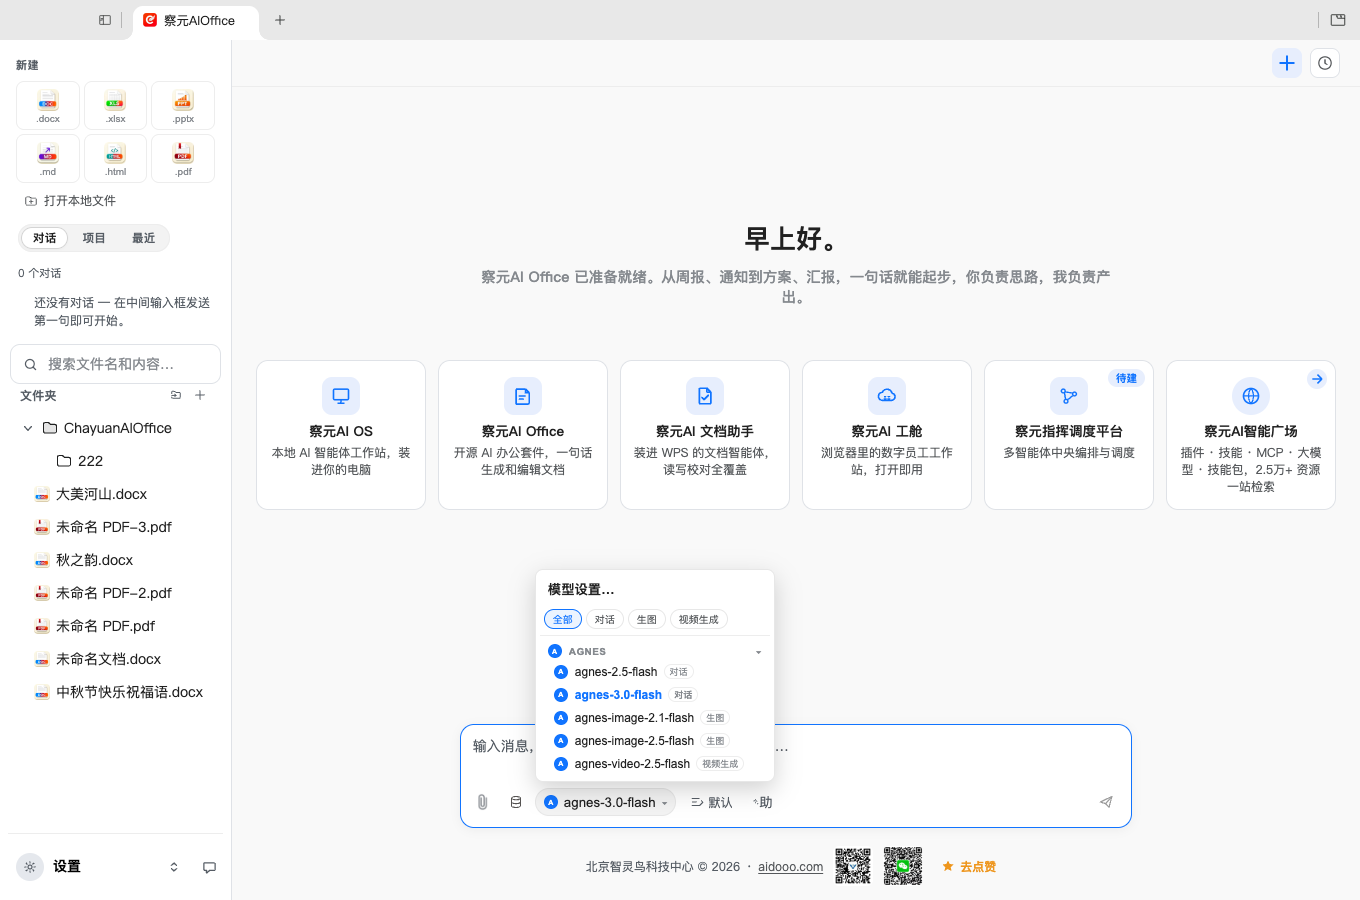 察元AIOffice
新建
.docx
.xlsx
.pptx
.md
.html
.pdf
打开本地文件
对话 项目 最近
0 个对话
还没有对话 — 在中间输入框发送
第一句即可开始。
搜索文件名和内容…
文件夹
ChayuanAIOffice
222
大美河山.docx
未命名 PDF-3.pdf
秋之韵.docx
未命名 PDF-2.pdf
未命名 PDF.pdf
未命名文档.docx
中秋节快乐祝福语.docx
设置
早上好。
察元AI Office 已准备就绪。从周报、通知到方案、汇报，一句话就能起步，你负责思路，我负责产
出。
察元AI OS
本地 AI 智能体工作站，装
进你的电脑
察元AI Office
开源 AI 办公套件，一句话
生成和编辑文档
察元AI 文档助手
装进 WPS 的文档智能体，
读写校对全覆盖
察元AI 工舱
浏览器里的数字员工工作
站，打开即用
待建
察元指挥调度平台
多智能体中央编排与调度
察元AI智能广场
插件 · 技能 · MCP · 大模
型 · 技能包，2.5万+ 资源
一站检索
模型设置...
全部 对话 生图 视频生成
AGNES
agnes-2.5-flash 对话
agnes-3.0-flash 对话
agnes-image-2.1-flash 生图
agnes-image-2.5-flash 生图
agnes-video-2.5-flash 视频生成
输入消息, …
agnes-3.0-flash 默认 助
北京智灵鸟科技中心 © 2026 · aidooo.com 去点赞